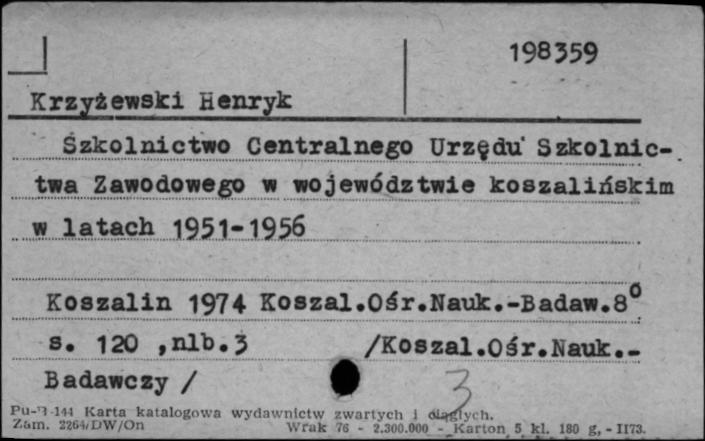 198359
Krzyżewski Henryk
Szkolnictwo Centralnego Urzędu Szkolnic-
twa Zawodowego w województwie koszalińskim
w latach 1951-1956
Koszalin 1974 Koszal.Ośr.Nauk.-Badaw.8⁰
s. 120 ,nlb.3 /Koszal.Ośr.Nauk.-
Badawczy /
3
Pu-B-144 Karta katalogowa wydawnictw zwartych i ciągłych.
Zam. 2264/DW/On Wrak 76 - 2.300.000 - Karton 5 kl. 180 g, - II73.